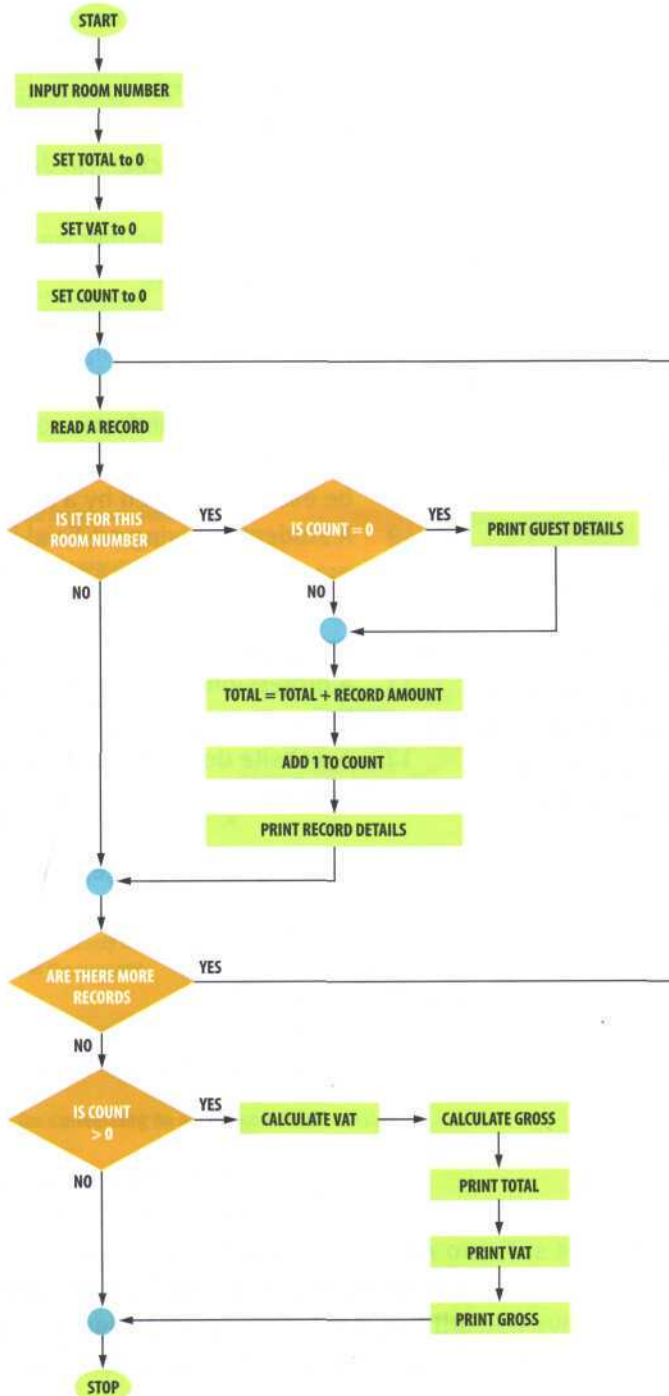 START
INPUT ROOM NUMBER
SET TOTAL to 0
SET VAT to 0
SET COUNT to 0
READ A RECORD
IS IT FOR THIS
ROOM NUMBER
YES
NO
IS COUNT = 0
YES
NO
PRINT GUEST DETAILS
TOTAL = TOTAL + RECORD AMOUNT
ADD 1 TO COUNT
PRINT RECORD DETAILS
ARE THERE MORE
RECORDS
YES
NO
IS COUNT
> 0
YES
NO
CALCULATE VAT
CALCULATE GROSS
PRINT TOTAL
PRINT VAT
PRINT GROSS
STOP